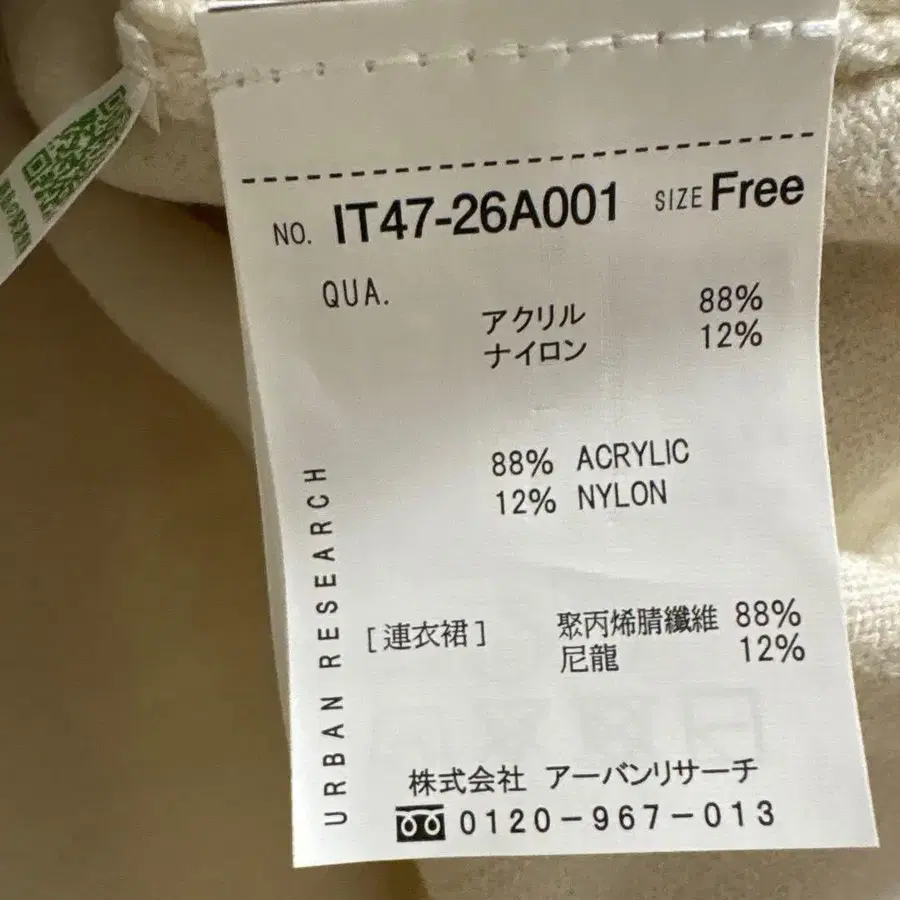 NO. IT47-26A001 SIZE Free
QUA.
アクリル 88%
ナイロン 12%
88% ACRYLIC
12% NYLON
URBAN RESEARCH
[連衣裙] 聚丙烯腈纖維 88%
尼龍 12%
株式会社 アーバンリサーチ
0120-967-013